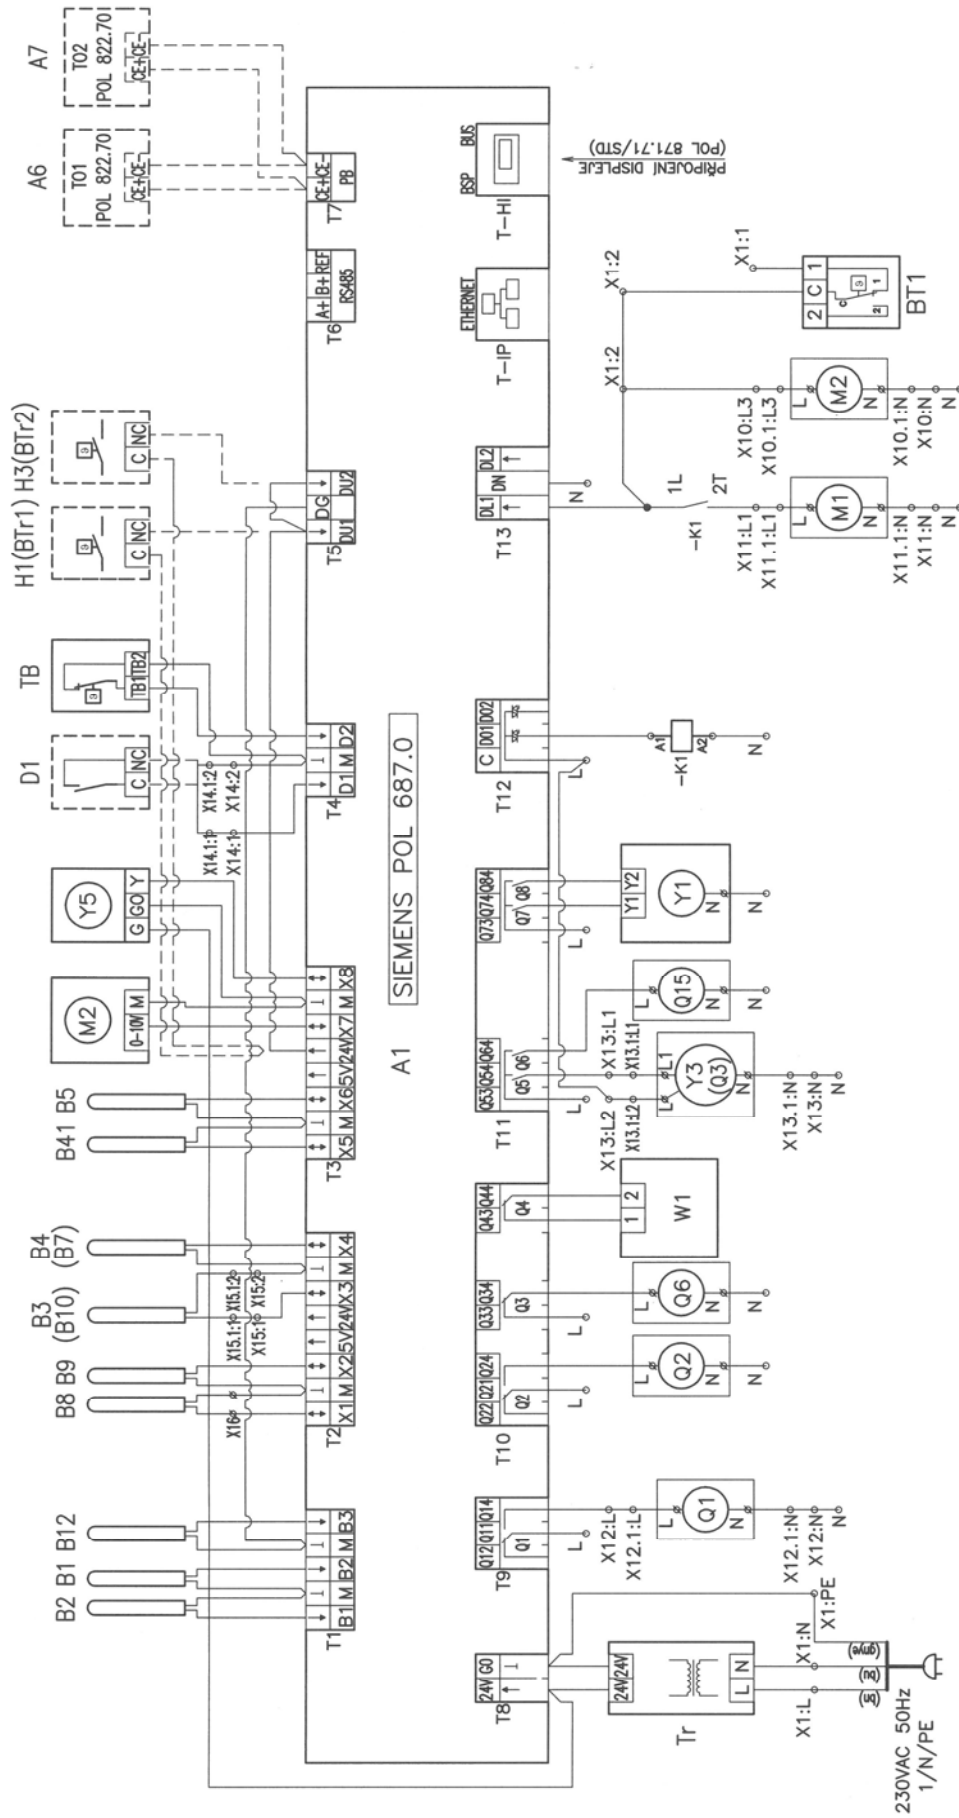 B2
B1
B12
B8
B9
B3
(B10)
B4
(B7)
B41
B5
M2
0-10V
M
Y5
G
GO
Y
D1
C
NC
TB
TB1
TB2
H1(BTr1)
C
NC
H3(BTr2)
C
NC
A6
TO1
POL 822.70
CE+
CE-
A7
TO2
POL 822.70
CE+
CE-
X16
X15.1:1
X15:1
X15.1:2
X15:2
X14.1:1
X14:1
X14.1:2
X14:2
T1
B1
M
B2
M
B3
T2
X1
M
X2
5V
24V
X3
M
X4
T3
X5
M
X6
5V
24V
X7
M
X8
T4
D1
M
D2
T5
DU1
DG
DU2
T6
A+
B+
REF
RS485
T7
CE+
CE-
PB
A1
SIEMENS POL 687.0
T8
24V
GO
T9
Q12
Q11
Q14
Q1
L
T10
Q22
Q21
Q24
Q2
L
Q33
Q34
Q3
L
Q43
Q44
Q4
T11
Q53
Q54
Q64
Q5
Q6
L
Q73
Q74
Q84
Q7
Q8
L
T12
C
DO1
DO2
L
T13
DL1
DN
DL2
N
T-IP
ETHERNET
T-HI
BSP
BUS
PŘIPOJENÍ DISPLEJE
(POL 871.71/STD)
24V
24V
Tr
L
N
X1:L
X1:N
X1:PE
(bn)
(bu)
(gnye)
230VAC 50Hz
1/N/PE
X12:L
X12.1:L
L
Q1
N
X12.1:N
X12:N
N
L
Q2
N
N
L
Q6
N
N
1
2
W1
X13:L2
X13.1:L2
X13:L1
X13.1:L1
L
L1
Y3
(Q3)
N
X13.1:N
X13:N
N
L
Q15
N
N
Y1
Y2
Y1
N
N
A1
-K1
A2
N
-K1
1L
2T
X11:L1
X11.1:L1
L
M1
N
X11.1:N
X11:N
N
X1:2
X10:L3
X10.1:L3
L
M2
N
X10.1:N
X10:N
N
X1:2
X1:1
2
C
1
C
2
1
BT1